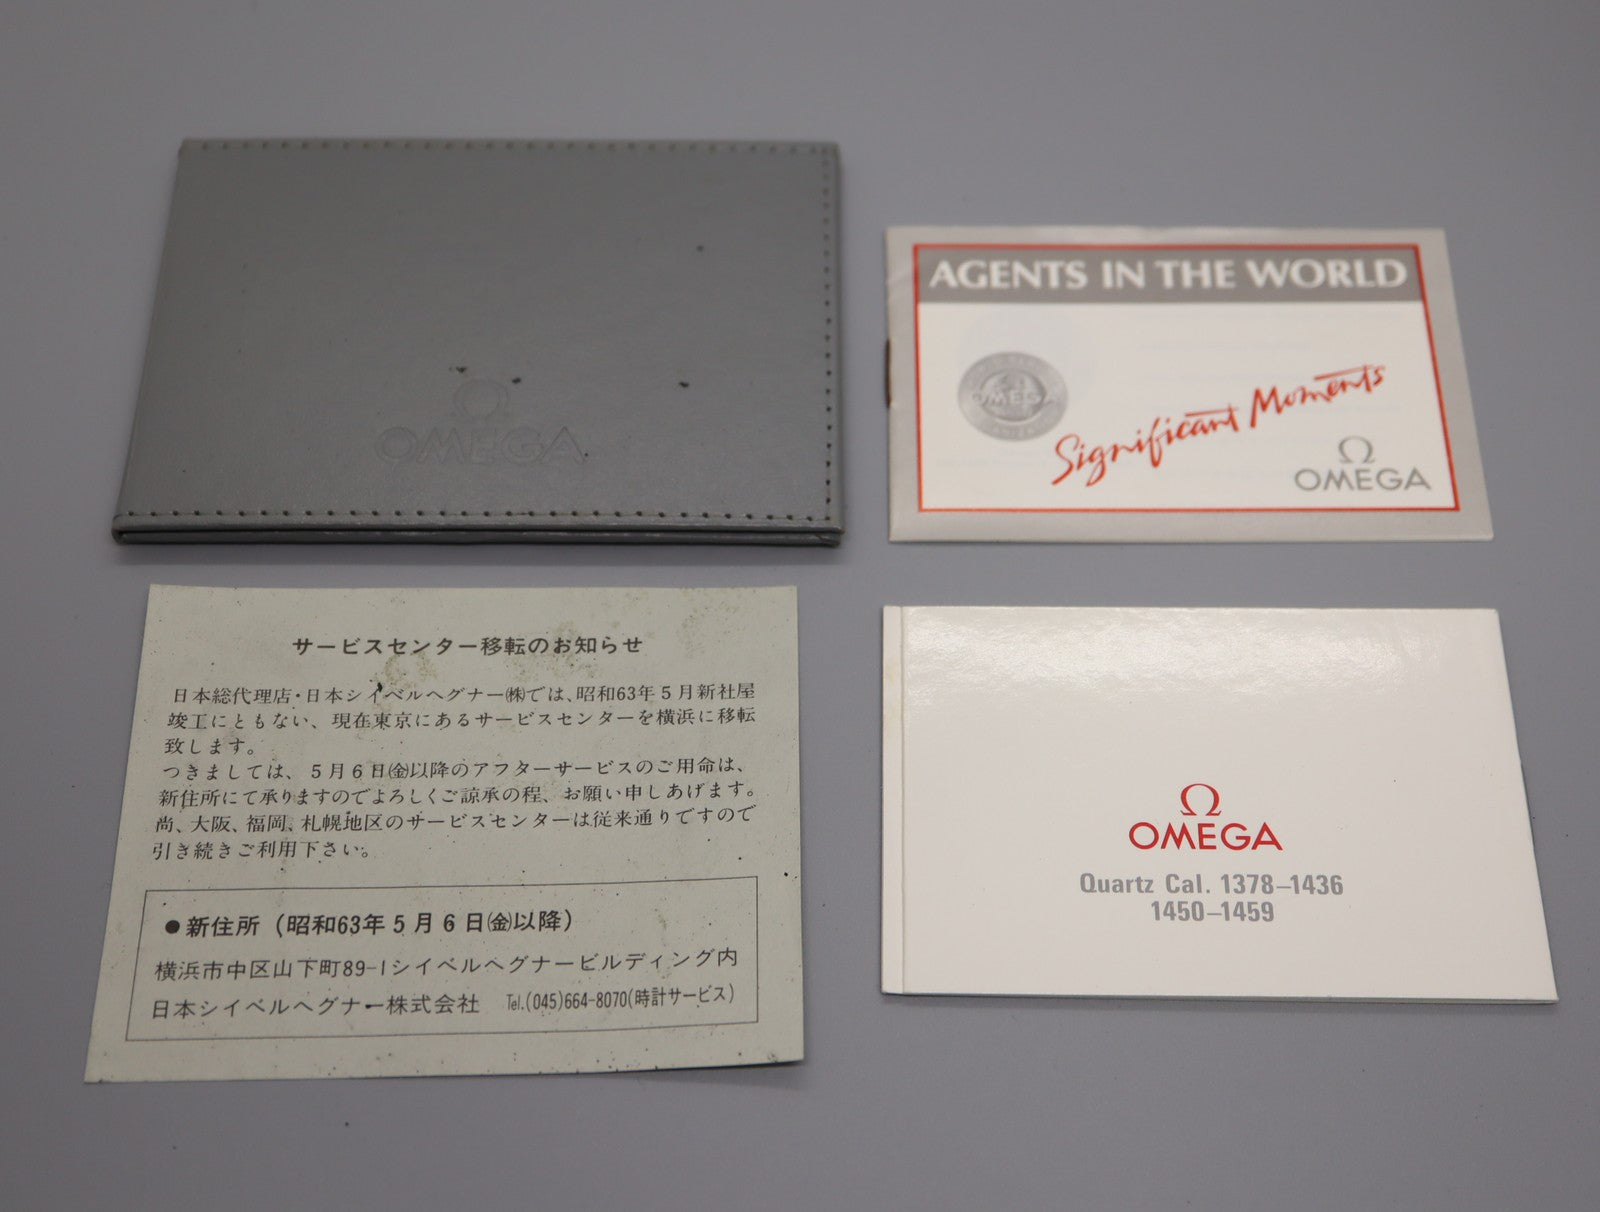 Ω
OMEGA
AGENTS IN THE WORLD
OMEGA
Significant Moments
Ω
OMEGA
サービスセンター移転のお知らせ
日本総代理店・日本シイベルヘグナー㈱では、昭和63年5月新社屋
竣工にともない、現在東京にあるサービスセンターを横浜に移転
致します。
つきましては、5月6日㈮以降のアフターサービスのご用命は、
新住所にて承りますのでよろしくご諒承の程、お願い申しあげます。
尚、大阪、福岡、札幌地区のサービスセンターは従来通りですので
引き続きご利用下さい。
●新住所（昭和63年5月6日㈮以降）
横浜市中区山下町89-1シイベルヘグナービルディング内
日本シイベルヘグナー株式会社 Tel.(045)664-8070(時計サービス)
Ω
OMEGA
Quartz Cal. 1378–1436
1450–1459